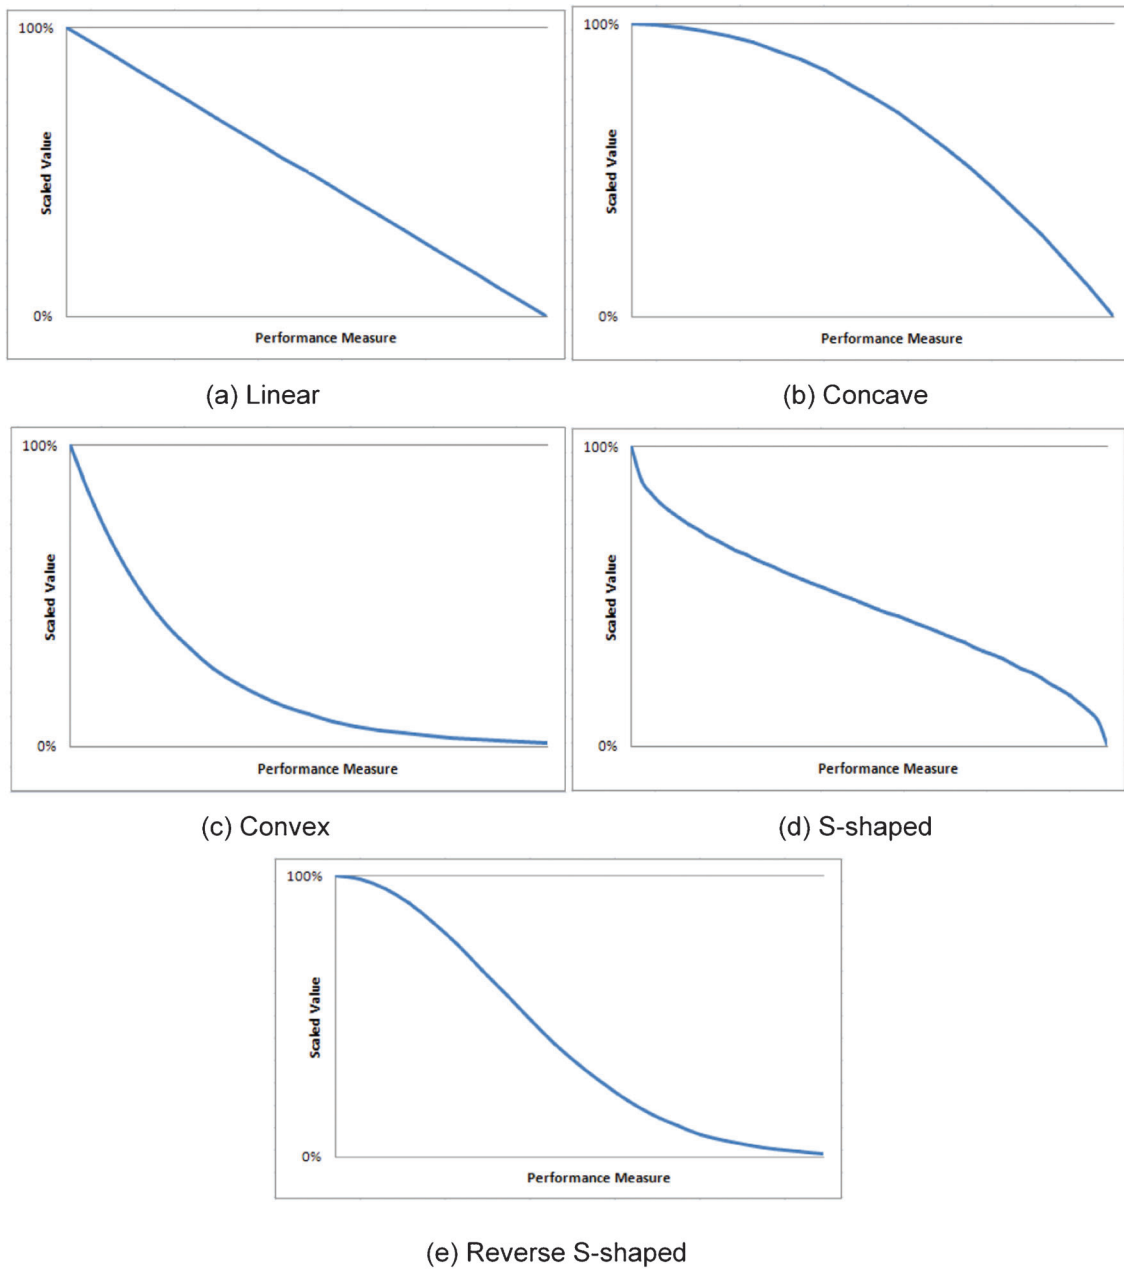 100%
Scaled Value
0%
Performance Measure
(a) Linear
100%
Scaled Value
0%
Performance Measure
(b) Concave
100%
Scaled Value
0%
Performance Measure
(c) Convex
100%
Scaled Value
0%
Performance Measure
(d) S-shaped
100%
Scaled Value
0%
Performance Measure
(e) Reverse S-shaped